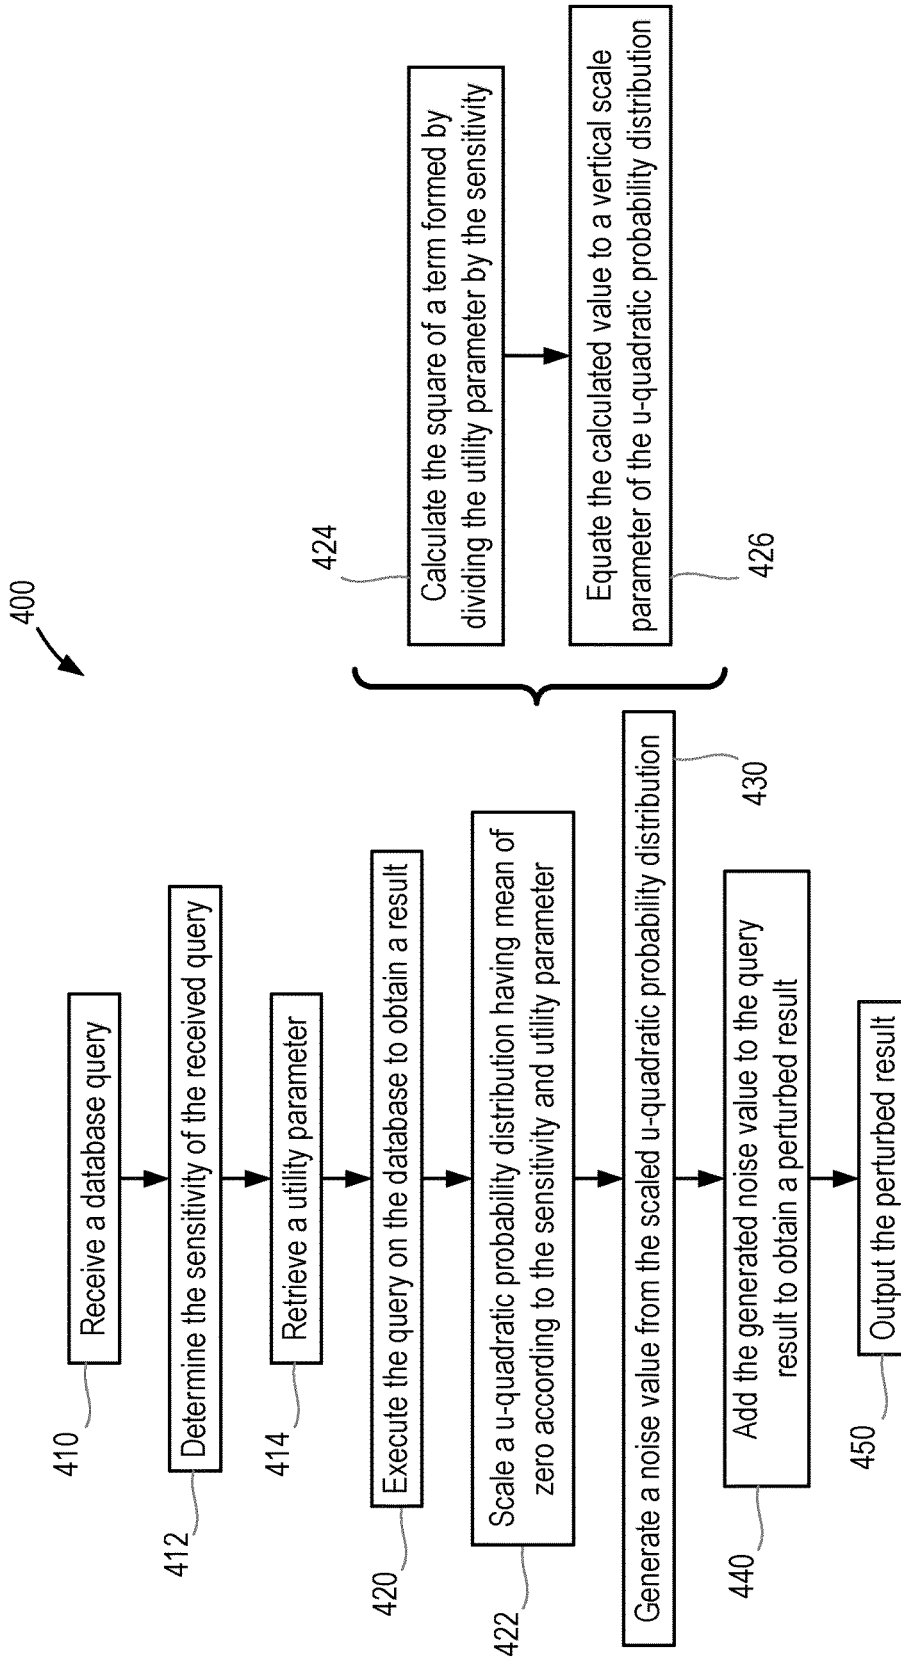 400
410
Receive a database query
412
Determine the sensitivity of the received query
414
Retrieve a utility parameter
420
Execute the query on the database to obtain a result
422
Scale a u-quadratic probability distribution having mean of
zero according to the sensitivity and utility parameter
424
Calculate the square of a term formed by
dividing the utility parameter by the sensitivity
426
Equate the calculated value to a vertical scale
parameter of the u-quadratic probability distribution
430
Generate a noise value from the scaled u-quadratic probability distribution
440
Add the generated noise value to the query
result to obtain a perturbed result
450
Output the perturbed result